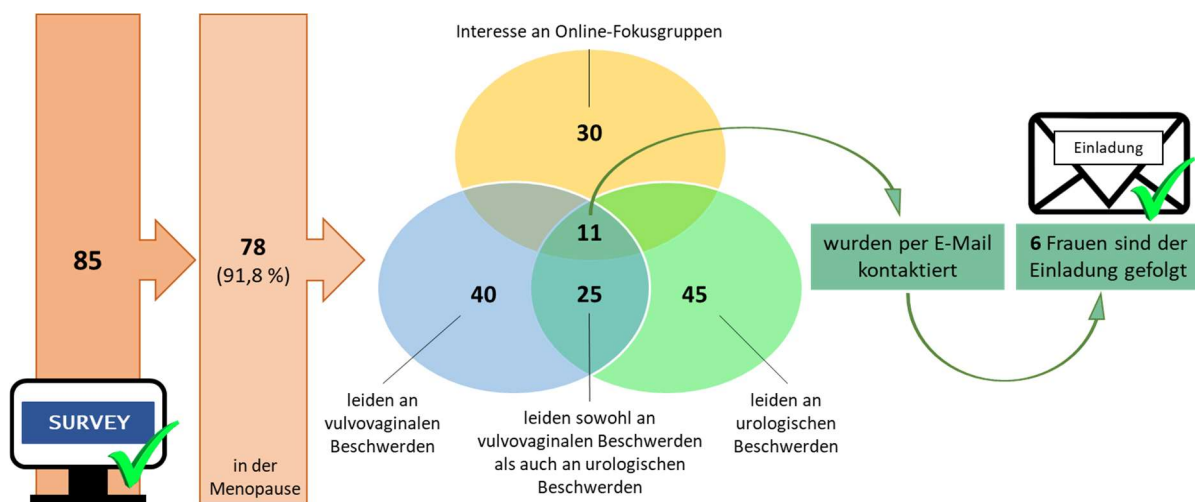 85
SURVEY
78
(91,8 %)
in der
Menopause
Interesse an Online-Fokusgruppen
30
11
40
25
45
leiden an
vulvovaginalen
Beschwerden
leiden sowohl an
vulvovaginalen Beschwerden
als auch an urologischen
Beschwerden
leiden an
urologischen
Beschwerden
wurden per E-Mail
kontaktiert
Einladung
6 Frauen sind der
Einladung gefolgt